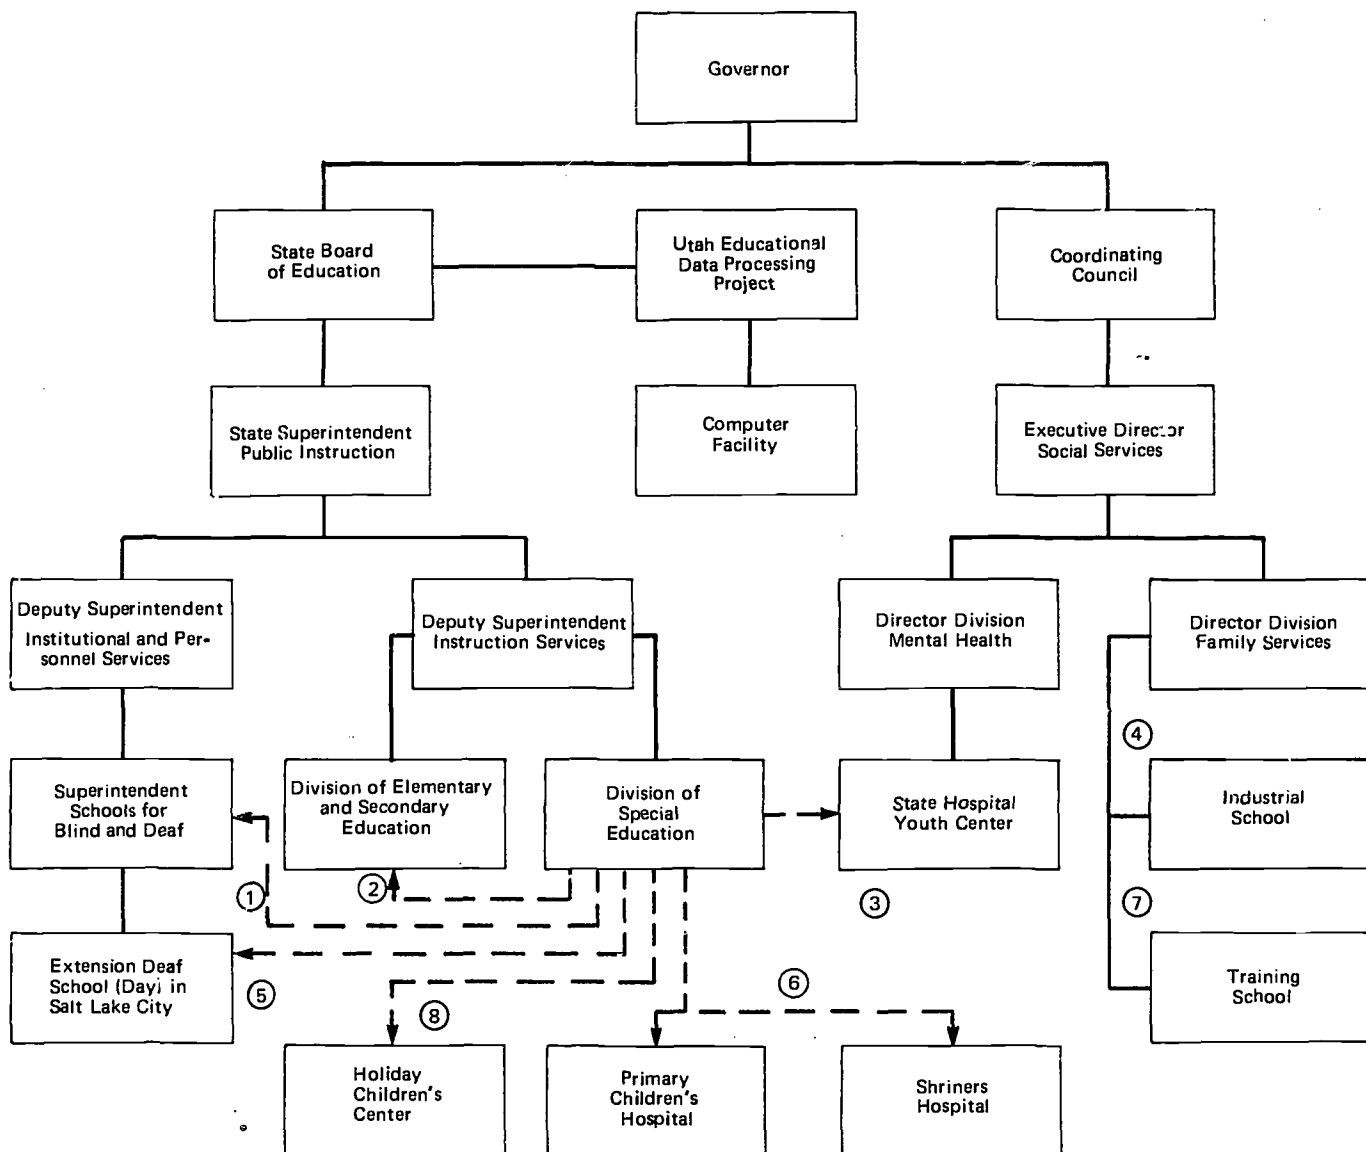 Governor
State Board
of Education
Utah Educational
Data Processing
Project
Coordinating
Council
State Superintendent
Public Instruction
Computer
Facility
Executive Director
Social Services
Deputy Superintendent
Institutional and Per-
sonnel Services
Deputy Superintendent
Instruction Services
Director Division
Mental Health
Director Division
Family Services
4
Superintendent
Schools for
Blind and Deaf
Division of Elementary
and Secondary
Education
Division of
Special
Education
State Hospital
Youth Center
Industrial
School
1
2
3
7
Extension Deaf
School (Day) in
Salt Lake City
5
8
6
Training
School
Holiday
Children's
Center
Primary
Children's
Hospital
Shriners
Hospital